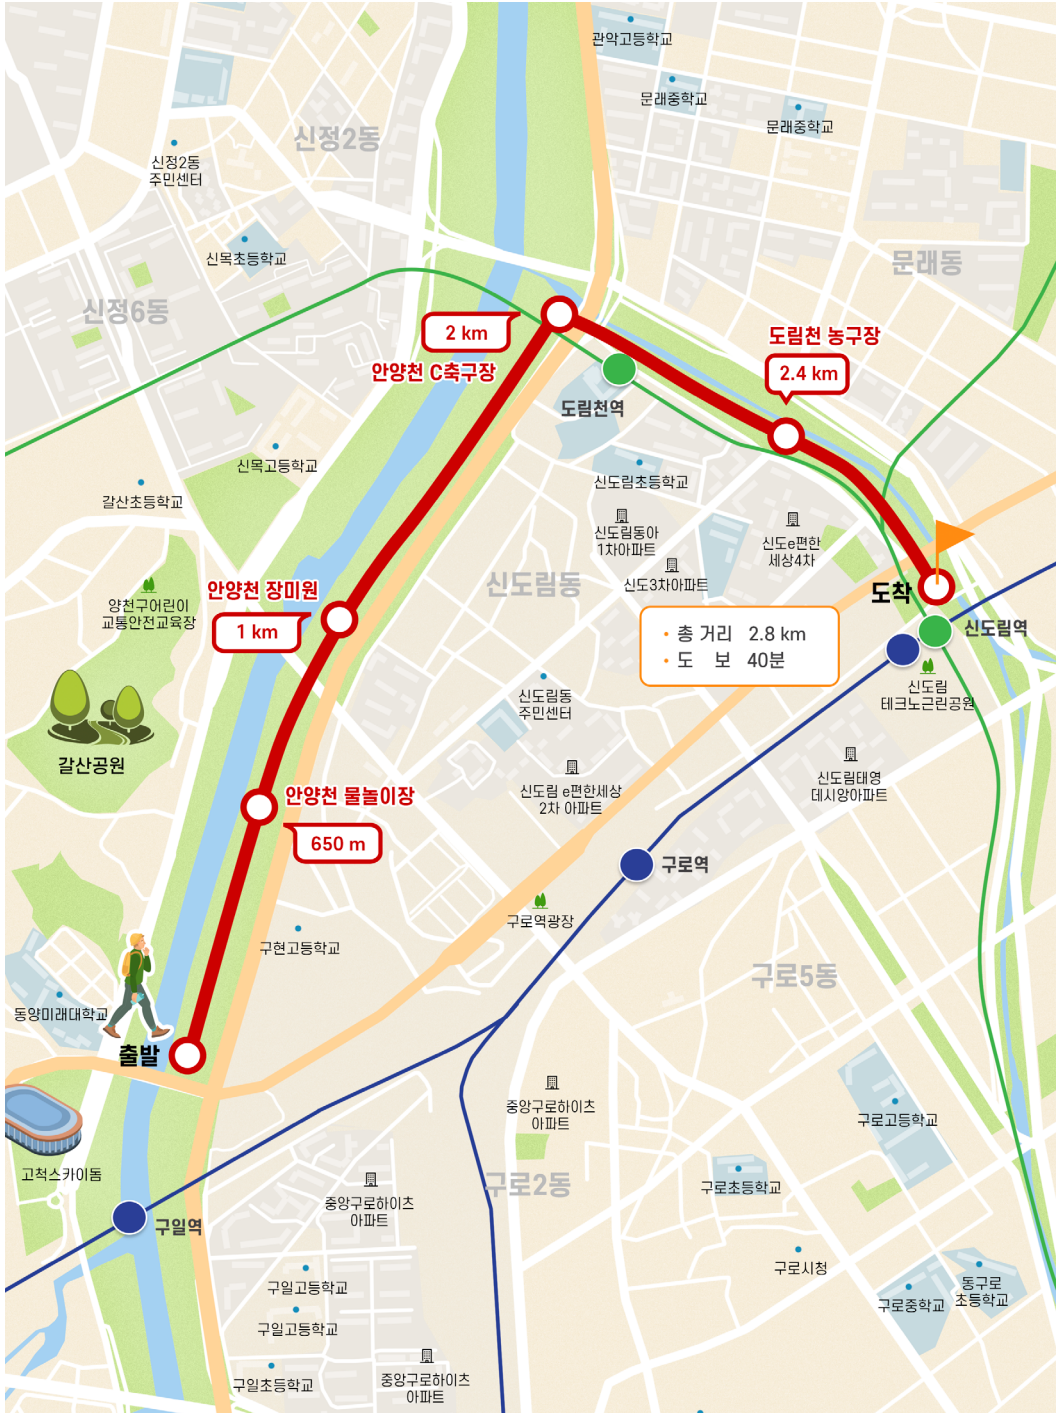 관악고등학교
문래중학교
문래중학교
신정2동
신정2동
주민센터
신목초등학교
문래동
신정6동
2 km
안양천 C축구장
도림천 농구장
2.4 km
도림천역
신목고등학교
갈산초등학교
신도림초등학교
신도림동아
1차아파트
신도e편한
세상4차
신도3차아파트
신도림동
안양천 장미원
1 km
양천구어린이
교통안전교육장
도착
신도림역
• 총 거리 2.8 km
• 도 보 40분
신도림
테크노근린공원
신도림동
주민센터
갈산공원
안양천 물놀이장
650 m
신도림 e편한세상
2차 아파트
신도림태영
데시앙아파트
구로역
구로역광장
구현고등학교
구로5동
동양미래대학교
출발
중앙구로하이츠
아파트
구로고등학교
고척스카이돔
구로2동
구로초등학교
중앙구로하이츠
아파트
구일역
구로시청
구일고등학교
동구로
초등학교
구로중학교
구일고등학교
구일초등학교
중앙구로하이츠
아파트